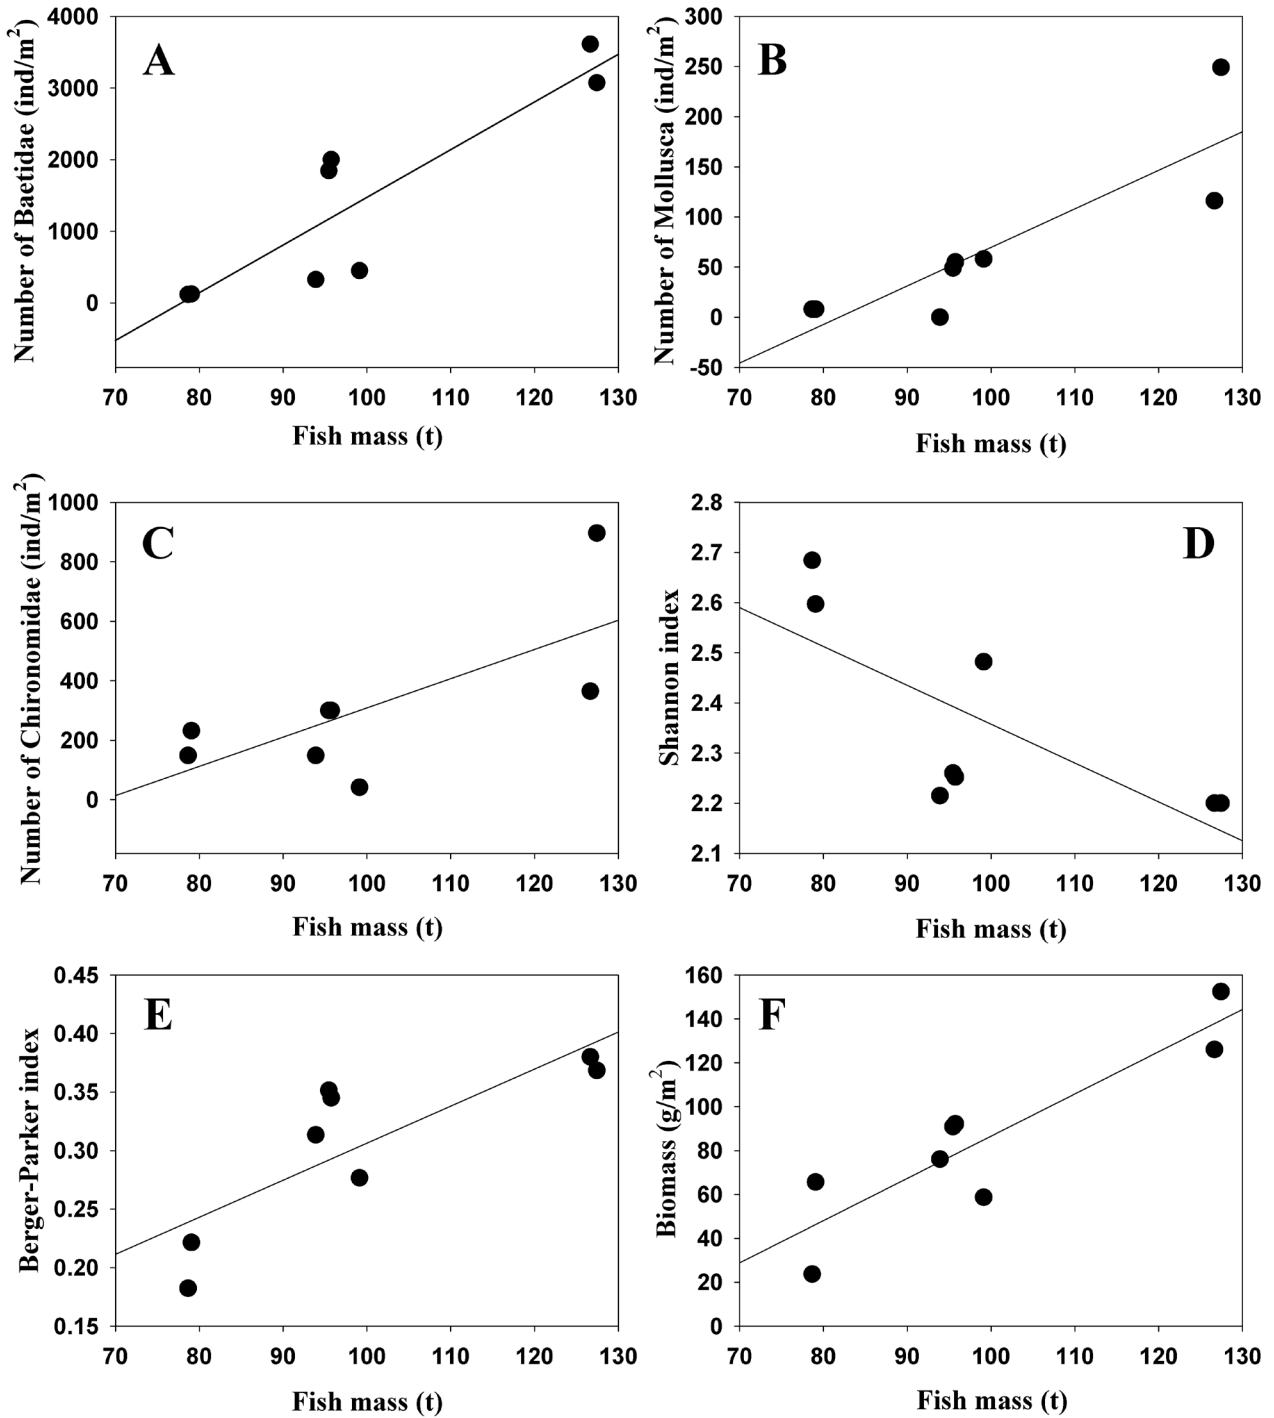 A
Number of Baetidae (ind/m²)
4000
3000
2000
1000
0
70 80 90 100 110 120 130
Fish mass (t)
B
Number of Mollusca (ind/m²)
300
250
200
150
100
50
0
-50
70 80 90 100 110 120 130
Fish mass (t)
C
Number of Chironomidae (ind/m²)
1000
800
600
400
200
0
70 80 90 100 110 120 130
Fish mass (t)
D
Shannon index
2.8
2.7
2.6
2.5
2.4
2.3
2.2
2.1
70 80 90 100 110 120 130
Fish mass (t)
E
Berger-Parker index
0.45
0.40
0.35
0.30
0.25
0.20
0.15
70 80 90 100 110 120 130
Fish mass (t)
F
Biomass (g/m²)
160
140
120
100
80
60
40
20
0
70 80 90 100 110 120 130
Fish mass (t)